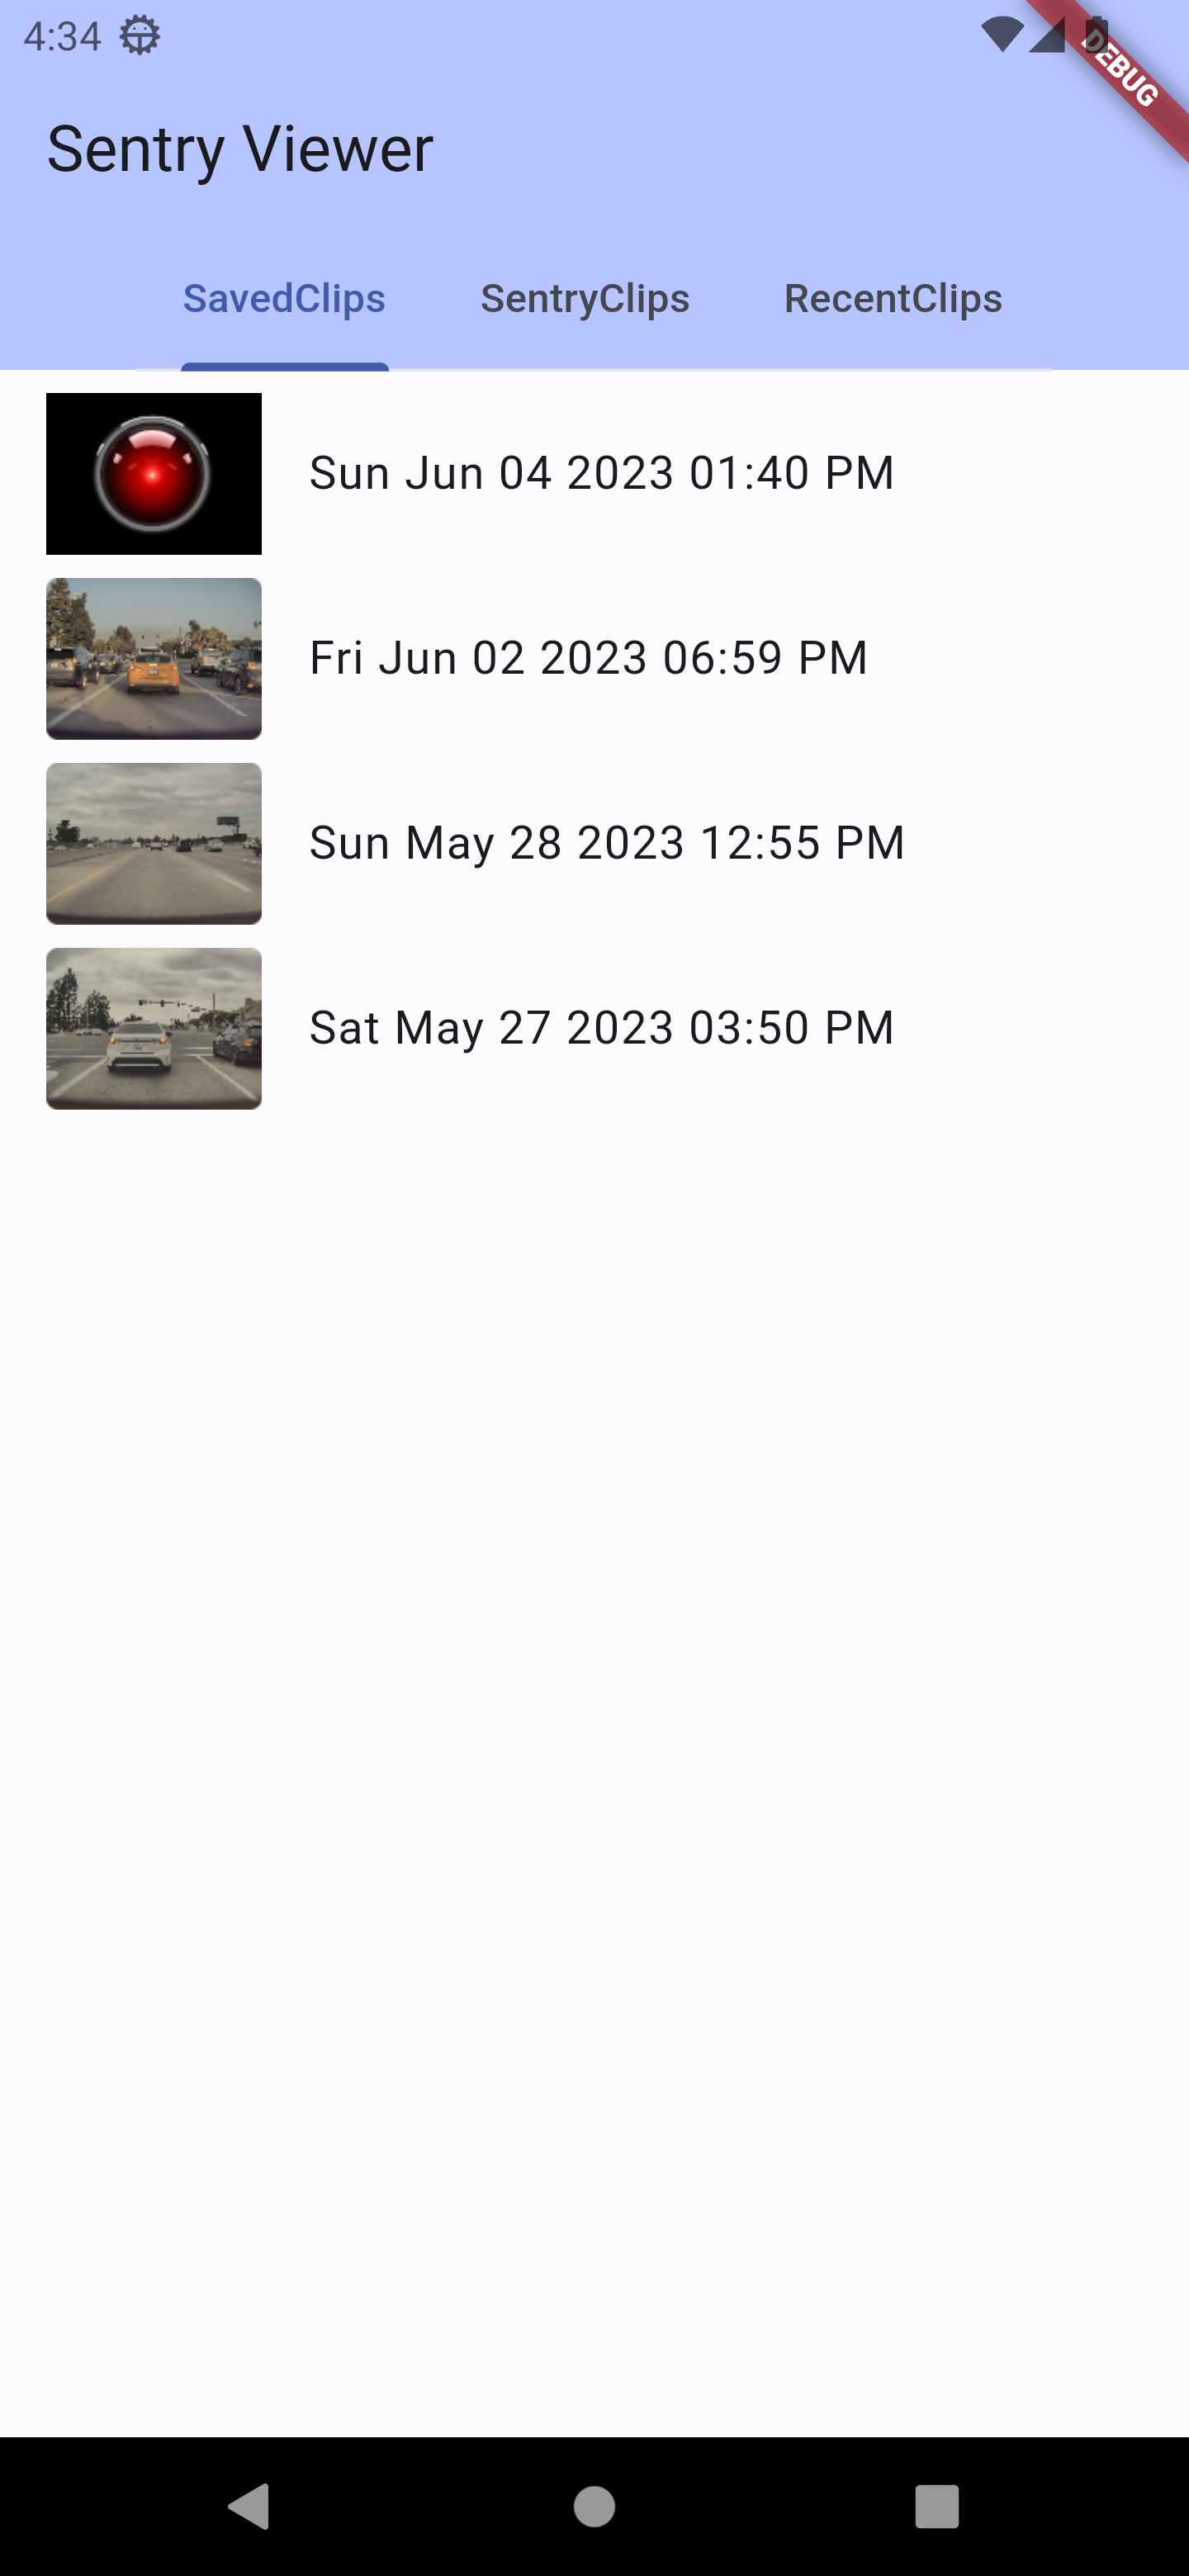 4:34
DEBUG
Sentry Viewer
SavedClips SentryClips RecentClips
Sun Jun 04 2023 01:40 PM
Fri Jun 02 2023 06:59 PM
Sun May 28 2023 12:55 PM
Sat May 27 2023 03:50 PM